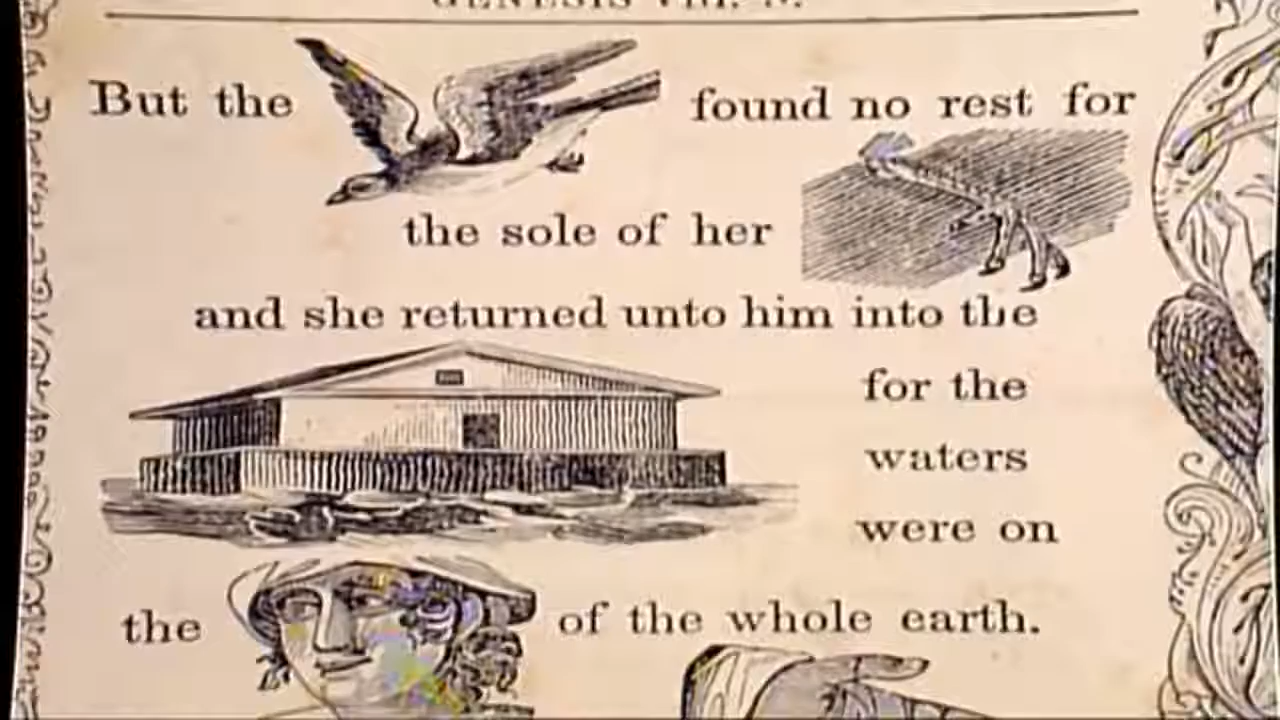 But the found no rest for
the sole of her
and she returned unto him into the
for the
waters
were on
the of the whole earth.